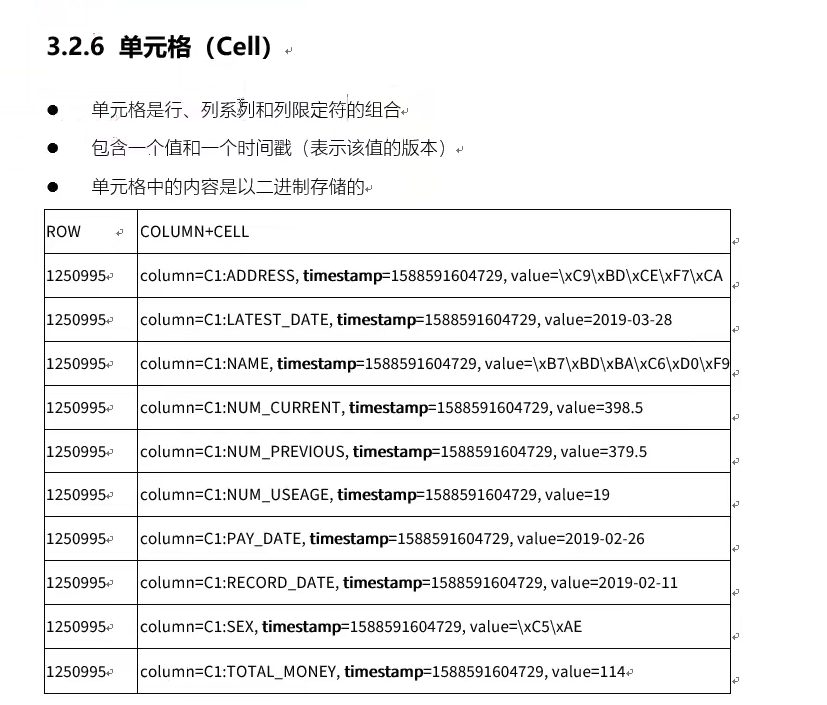 3.2.6 单元格（Cell）
● 单元格是行、列系列和列限定符的组合
● 包含一个值和一个时间戳（表示该值的版本）
● 单元格中的内容是以二进制存储的
ROW COLUMN+CELL
1250995 column=C1:ADDRESS, timestamp=1588591604729, value=\xC9\xBD\xCE\xF7\xCA
1250995 column=C1:LATEST_DATE, timestamp=1588591604729, value=2019-03-28
1250995 column=C1:NAME, timestamp=1588591604729, value=\xB7\xBD\xBA\xC6\xD0\xF9
1250995 column=C1:NUM_CURRENT, timestamp=1588591604729, value=398.5
1250995 column=C1:NUM_PREVIOUS, timestamp=1588591604729, value=379.5
1250995 column=C1:NUM_USEAGE, timestamp=1588591604729, value=19
1250995 column=C1:PAY_DATE, timestamp=1588591604729, value=2019-02-26
1250995 column=C1:RECORD_DATE, timestamp=1588591604729, value=2019-02-11
1250995 column=C1:SEX, timestamp=1588591604729, value=\xC5\xAE
1250995 column=C1:TOTAL_MONEY, timestamp=1588591604729, value=114